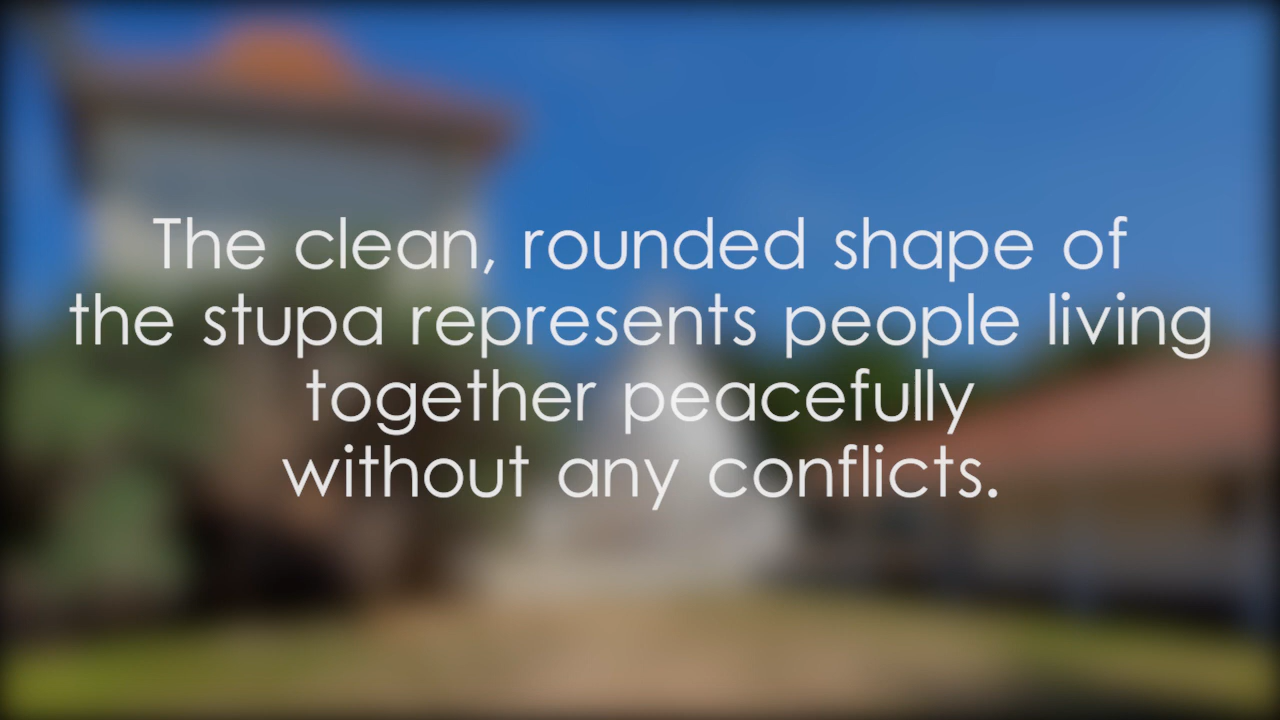 The clean, rounded shape of
the stupa represents people living
together peacefully
without any conflicts.